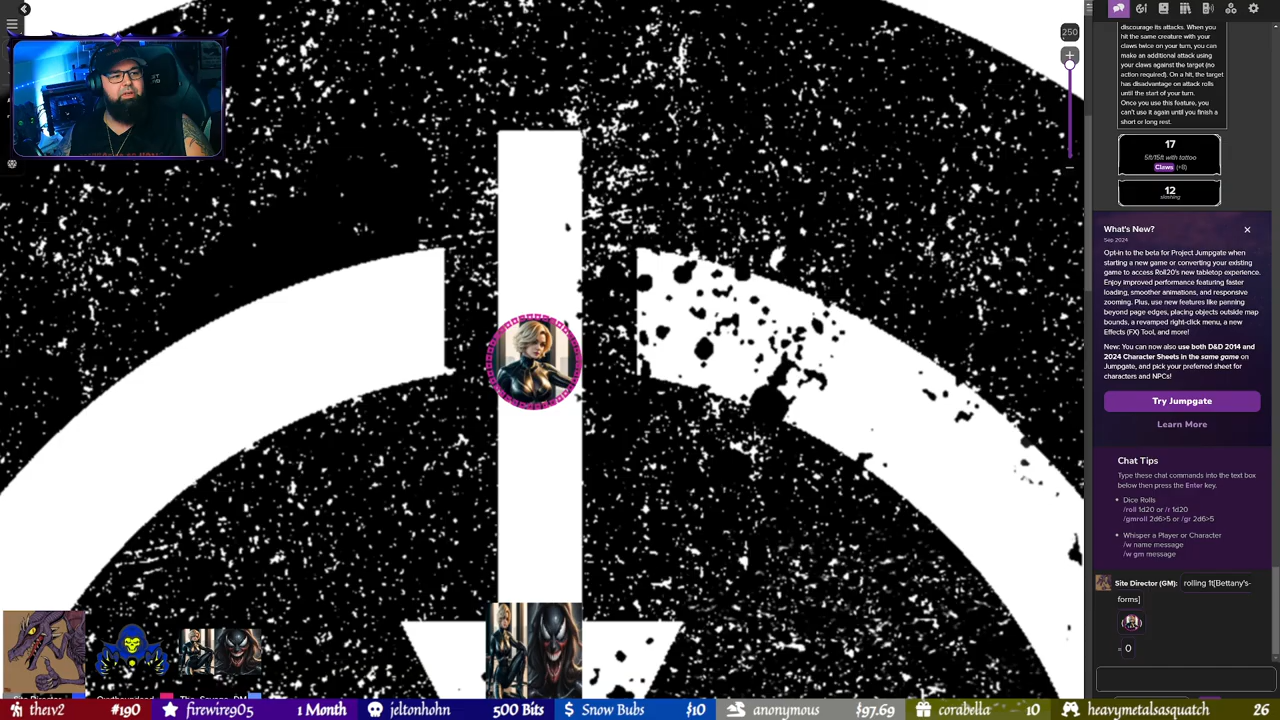 250
discourage its attacks. When you
hit the same creature with your
claws twice on your turn, you can
make an additional attack using
your claws against the target (no
action required). On a hit, the target
has disadvantage on attack rolls
until the start of your turn.
Once you use this feature, you
can't use it again until you finish a
short or long rest.
17
5ft/15ft with tattoo
Claws (+8)
12
slashing
What's New?
Sep 2024
Opt-in to the beta for Project Jumpgate when
starting a new game or converting your existing
game to access Roll20's new tabletop experience.
Enjoy improved performance featuring faster
loading, smoother animations, and responsive
zooming. Plus, use new features like panning
beyond page edges, placing objects outside map
bounds, a revamped right-click menu, a new
Effects (FX) Tool, and more!
New: You can now also use both D&D 2014 and
2024 Character Sheets in the same game on
Jumpgate, and pick your preferred sheet for
characters and NPCs!
Try Jumpgate
Learn More
Chat Tips
Type these chat commands into the text box
below then press the Enter key.
Dice Rolls
/roll 1d20 or /r 1d20
/gmroll 2d6>5 or /gr 2d6>5
Whisper a Player or Character
/w name message
/w gm message
Site Director (GM): rolling 1t[Bettany's-
forms]
= 0
theiv2 #190
firewire905 1 Month
jeltonhohn 500 Bits
Snow Bubs $10
anonymous $97.69
corabella 10
heavymetalsasquatch 26